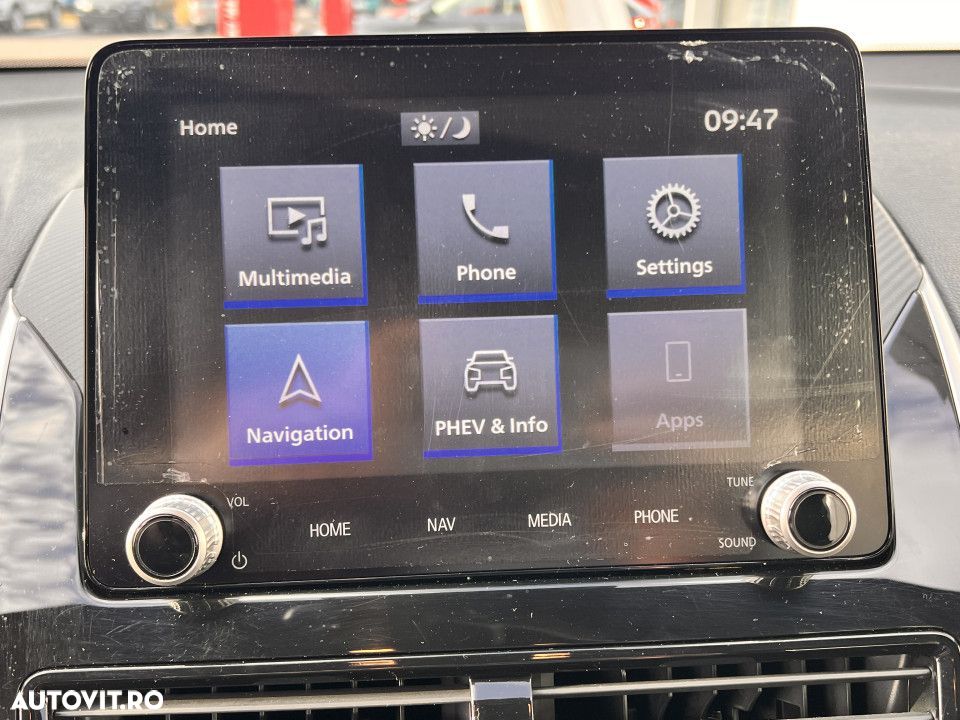 Home
09:47
Multimedia
Phone
Settings
Navigation
PHEV & Info
Apps
VOL
TUNE
HOME
NAV
MEDIA
PHONE
SOUND
AUTOVIT.RO